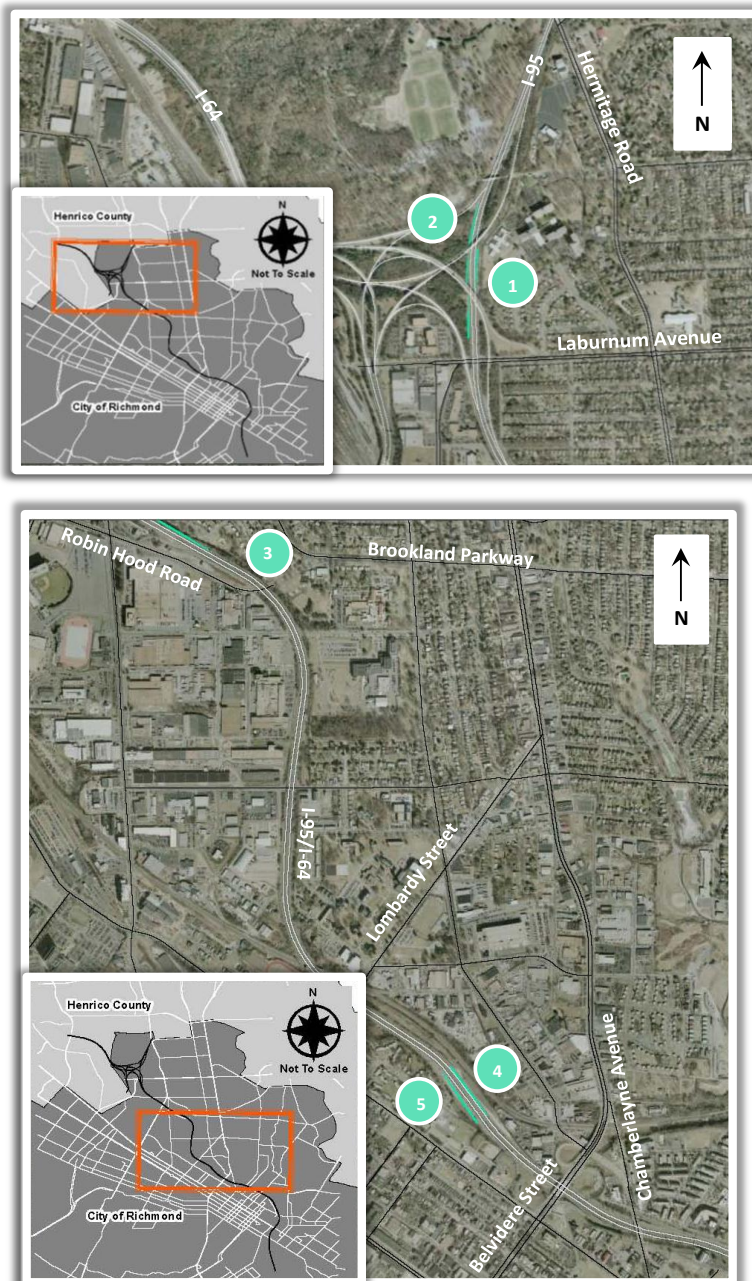 I-64
I-95
Hermitage Road
N
2
1
Laburnum Avenue
Henrico County
N
Not To Scale
City of Richmond
Robin Hood Road
3
Brookland Parkway
N
I-95/I-64
Lombardy Street
Henrico County
N
Not To Scale
City of Richmond
4
5
Chamberlayne Avenue
Belvidere Street